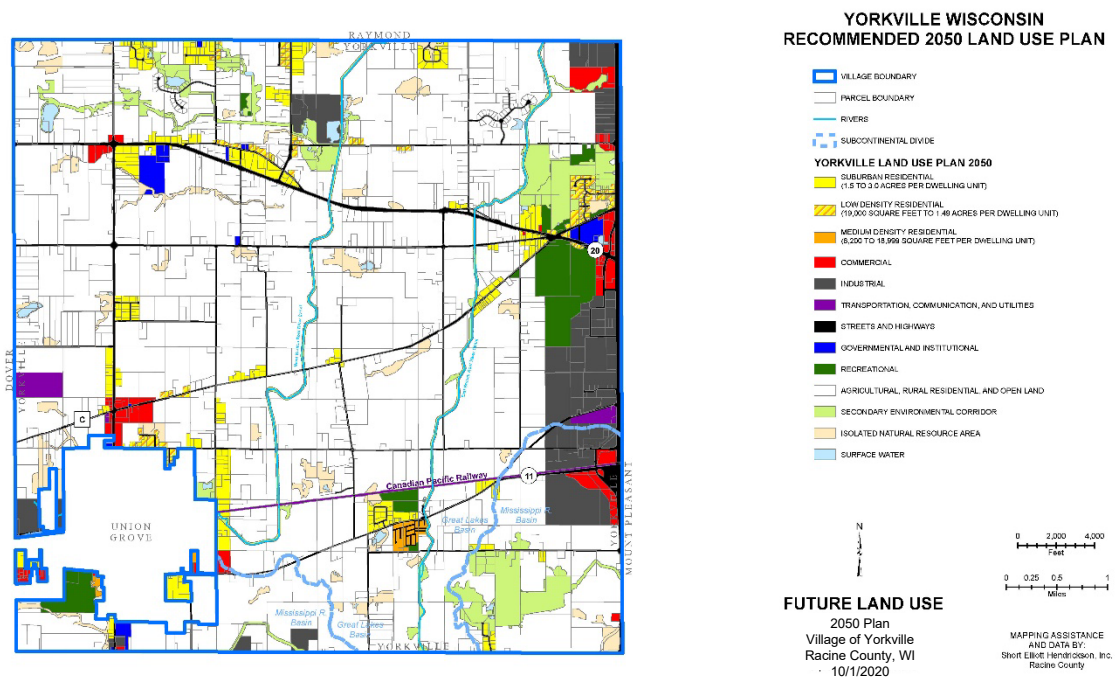 YORKVILLE WISCONSIN
RECOMMENDED 2050 LAND USE PLAN
RAYMOND
YORKVILLE
20
DOVER
YORKVILLE
C
UNION
GROVE
Canadian Pacific Railway
11
Great Lakes
Basin
Mississippi R.
Basin
Mississippi R.
Basin
Great Lakes
Basin
YORKVILLE
YORKVILLE
MOUNT PLEASANT
VILLAGE BOUNDARY
PARCEL BOUNDARY
RIVERS
SUBCONTINENTAL DIVIDE
YORKVILLE LAND USE PLAN 2050
SUBURBAN RESIDENTIAL
(1.5 TO 3.0 ACRES PER DWELLING UNIT)
LOW DENSITY RESIDENTIAL
(19,000 SQUARE FEET TO 1.49 ACRES PER DWELLING UNIT)
MEDIUM DENSITY RESIDENTIAL
(6,200 TO 18,999 SQUARE FEET PER DWELLING UNIT)
COMMERCIAL
INDUSTRIAL
TRANSPORTATION, COMMUNICATION, AND UTILITIES
STREETS AND HIGHWAYS
GOVERNMENTAL AND INSTITUTIONAL
RECREATIONAL
AGRICULTURAL, RURAL RESIDENTIAL, AND OPEN LAND
SECONDARY ENVIRONMENTAL CORRIDOR
ISOLATED NATURAL RESOURCE AREA
SURFACE WATER
N
0 2,000 4,000
Feet
0 0.25 0.5 1
Miles
FUTURE LAND USE
2050 Plan
Village of Yorkville
Racine County, WI
10/1/2020
MAPPING ASSISTANCE
AND DATA BY:
Short Elliott Hendrickson, Inc.
Racine County